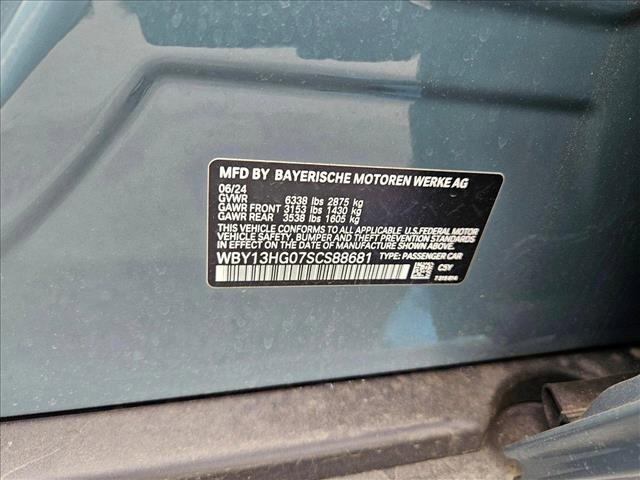 MFD BY BAYERISCHE MOTOREN WERKE AG
06/24
GVWR 6338 lbs 2875 kg
GAWR FRONT 3153 lbs 1430 kg
GAWR REAR 3538 lbs 1605 kg
THIS VEHICLE CONFORMS TO ALL APPLICABLE U.S.FEDERAL MOTOR
VEHICLE SAFETY, BUMPER, AND THEFT PREVENTION STANDARDS
IN EFFECT ON THE DATE OF MANUFACTURE SHOWN ABOVE.
WBY13HG07SCS88681 TYPE: PASSENGER CAR
CSY